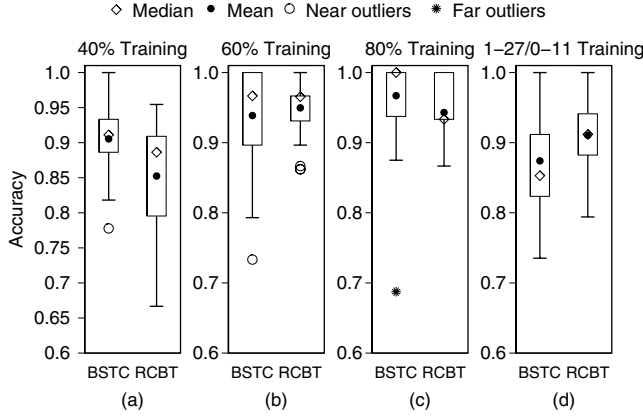 Median Mean Near outliers Far outliers
40% Training 60% Training 80% Training 1–27/0–11 Training
1.0 1.0 1.0 1.0
0.95
0.9 0.9 0.9 0.9
0.85
0.8 0.8 0.8 0.8
0.75
0.7 0.7 0.7 0.7
0.65
0.6 0.6 0.6 0.6
Accuracy
BSTC RCBT BSTC RCBT BSTC RCBT BSTC RCBT
(a) (b) (c) (d)